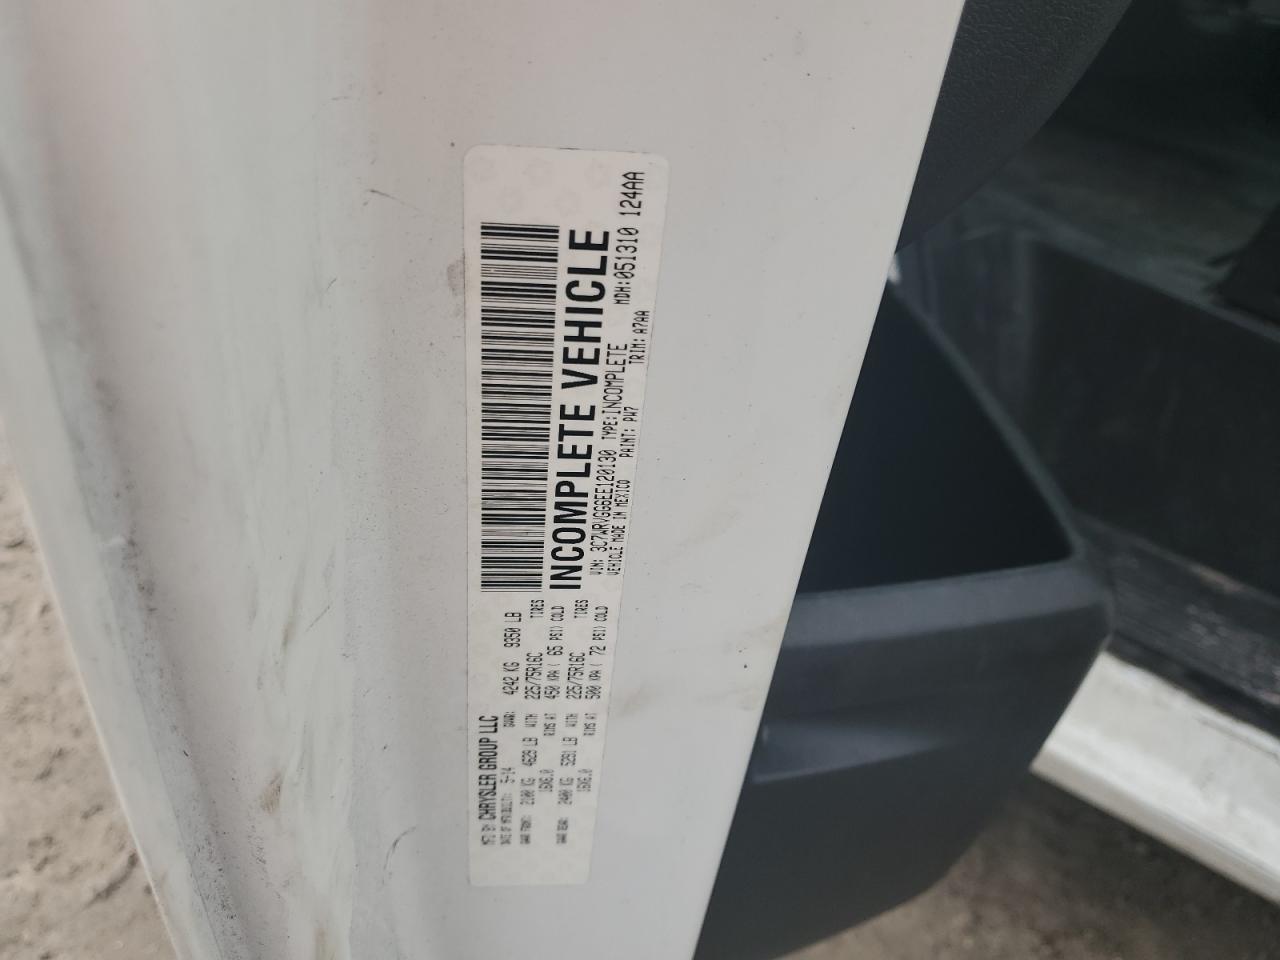 MFD BY: CHRYSLER GROUP LLC
DATE OF MFR(BUILT): 5-14 GVWR: 4242 KG 9350 LB
GAWR FRONT: 2100 KG 4629 LB WITH 225/75R16C TIRES
16X6.0 RIMS AT 450 KPA( 65 PSI) COLD
GAWR REAR: 2400 KG 5291 LB WITH 225/75R16C TIRES
16X6.0 RIMS AT 500 KPA( 72 PSI) COLD
INCOMPLETE VEHICLE
VIN: 3C7WRVGG6EE120130 TYPE:INCOMPLETE MDH:051310 124AA
VEHICLE MADE IN MEXICO PAINT: PW7 TRIM: A7AA